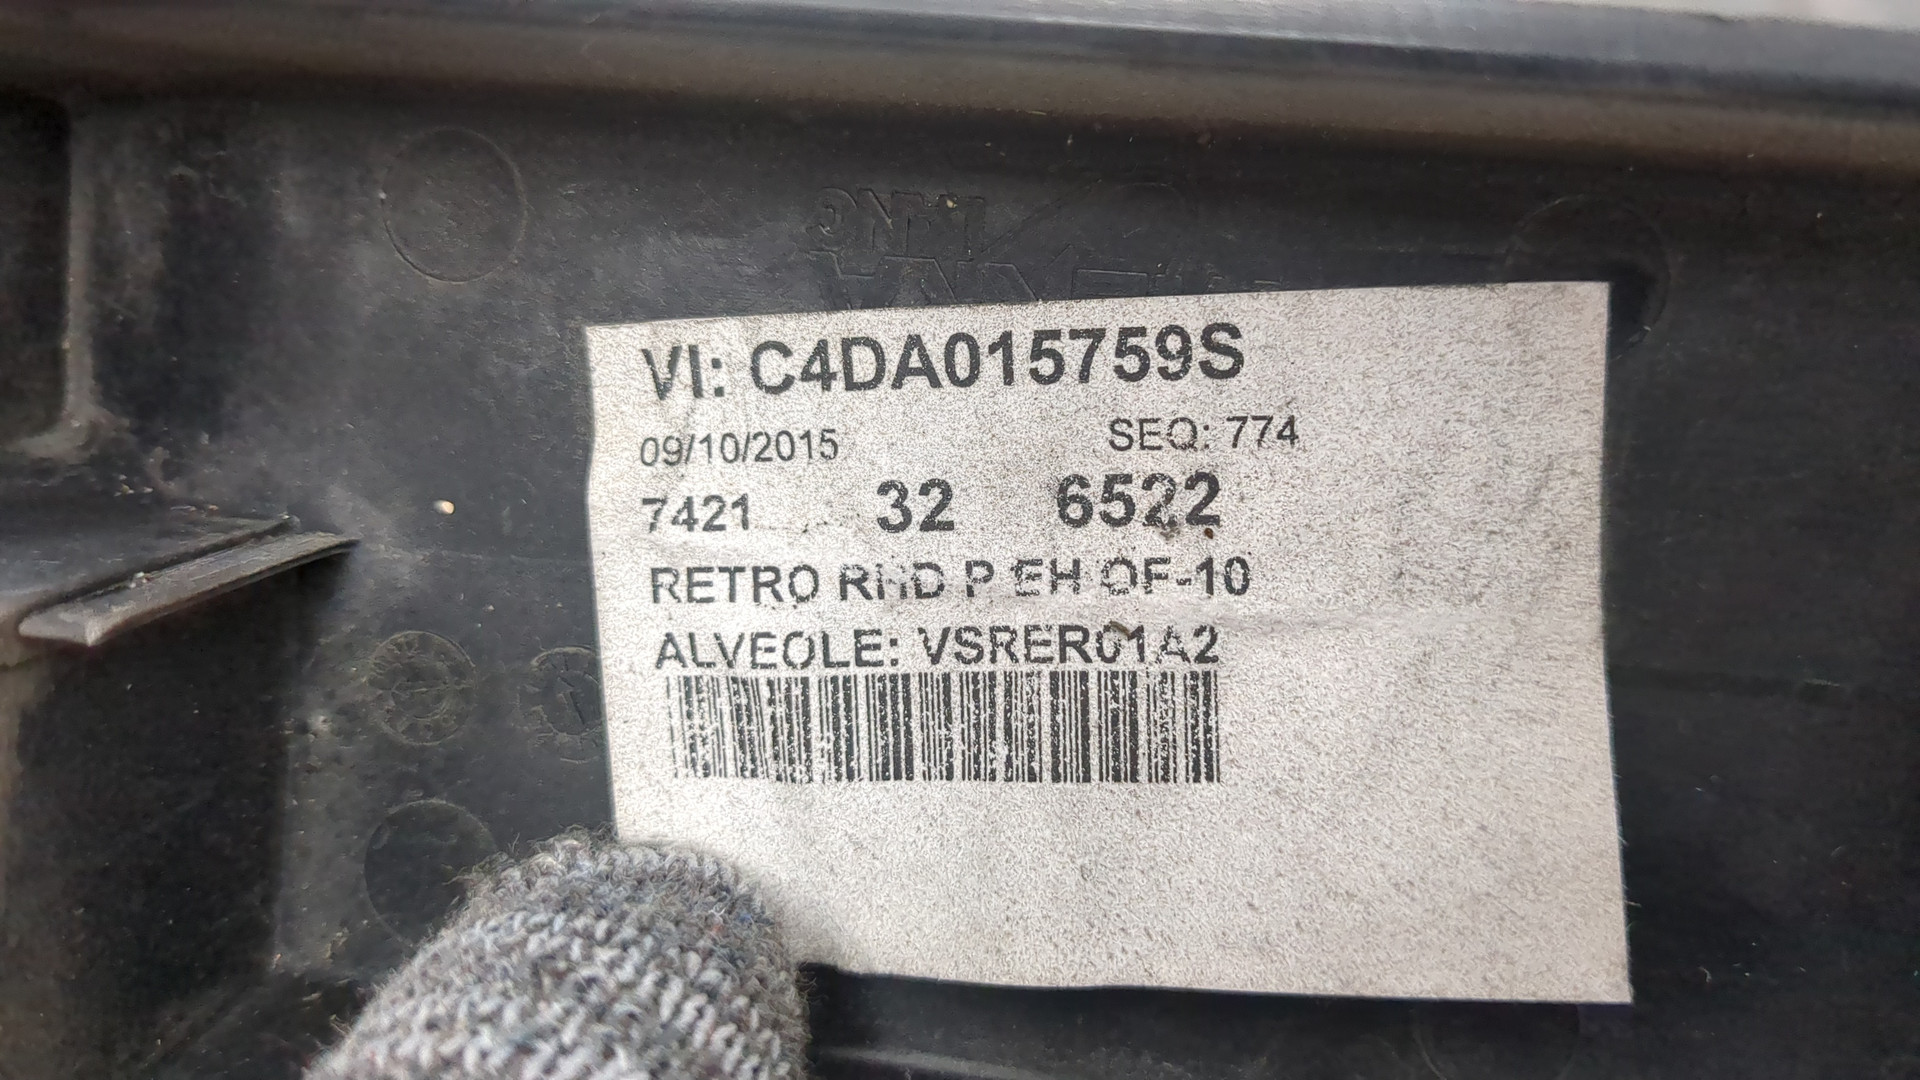 VI: C4DA015759S
09/10/2015 SEQ: 774
7421 32 6522
RETRO RHD P EH OF-10
ALVEOLE: VSRER01A2